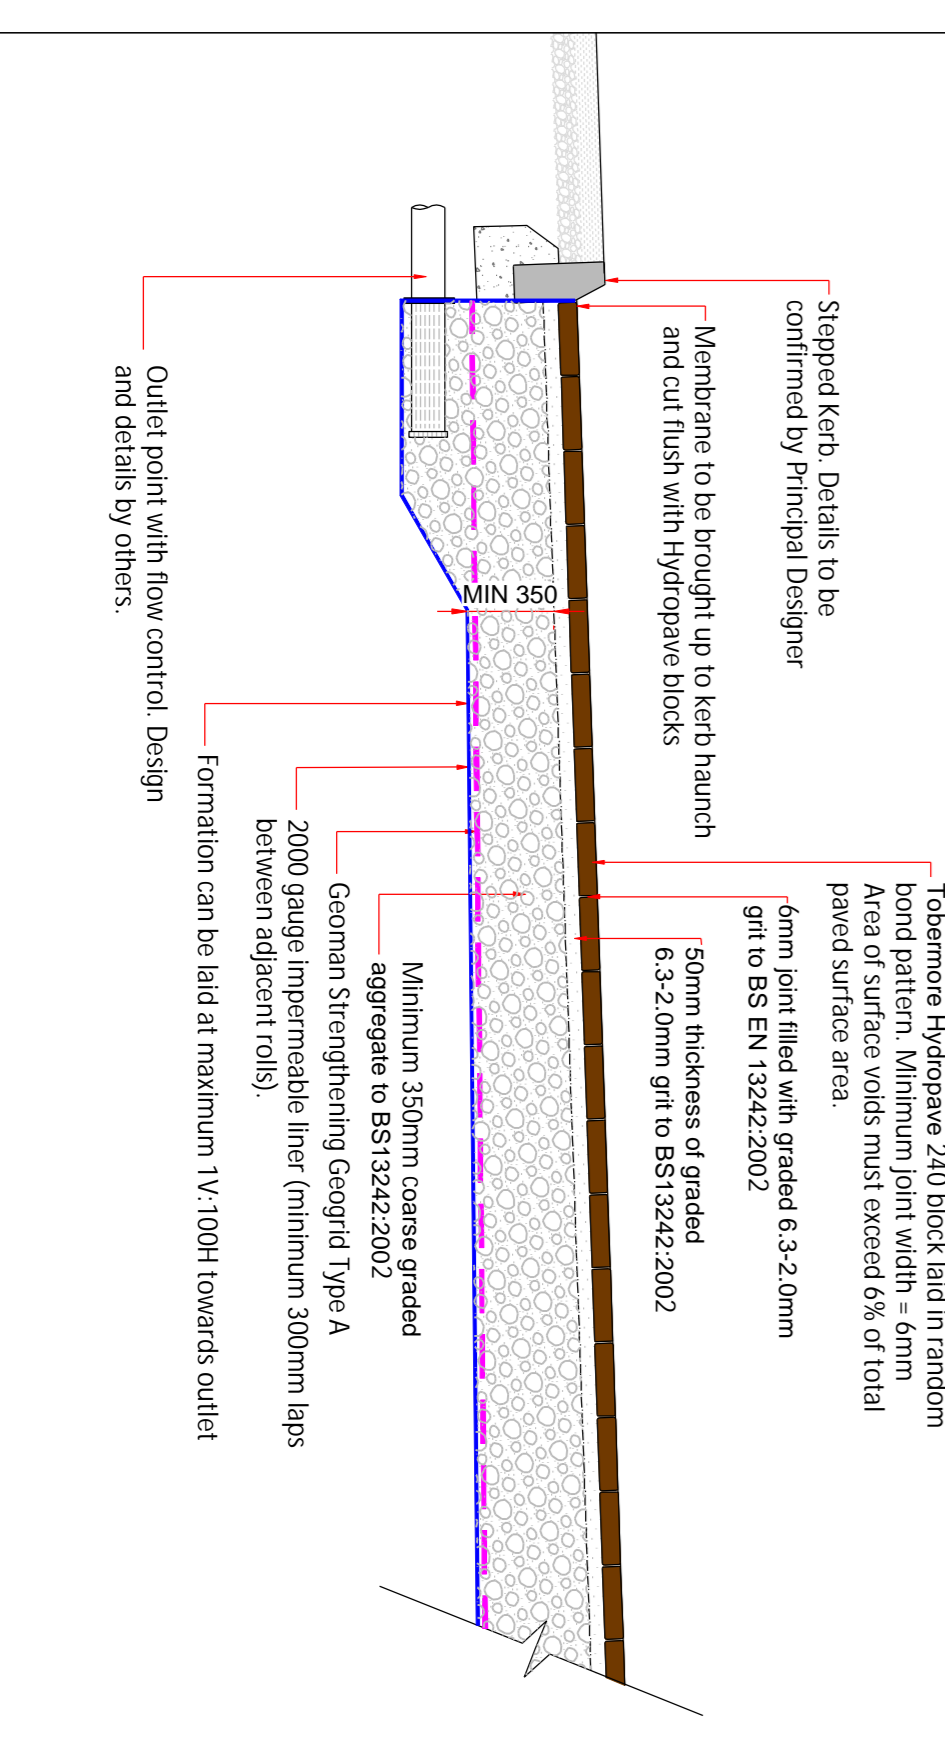 Tobermore Hydropave 240 block laid in random
bond pattern. Minimum joint width = 6mm
Area of surface voids must exceed 6% of total
paved surface area.
6mm joint filled with graded 6.3-2.0mm
grit to BS EN 13242:2002
50mm thickness of graded
6.3-2.0mm grit to BS13242:2002
Stepped Kerb. Details to be
confirmed by Principal Designer
Membrane to be brought up to kerb haunch
and cut flush with Hydropave blocks
MIN 350
Minimum 350mm coarse graded
aggregate to BS13242:2002
Geoman Strengthening Geogrid Type A
2000 gauge impermeable liner (minimum 300mm laps
between adjacent rolls).
Formation can be laid at maximum 1V:100H towards outlet
Outlet point with flow control. Design
and details by others.